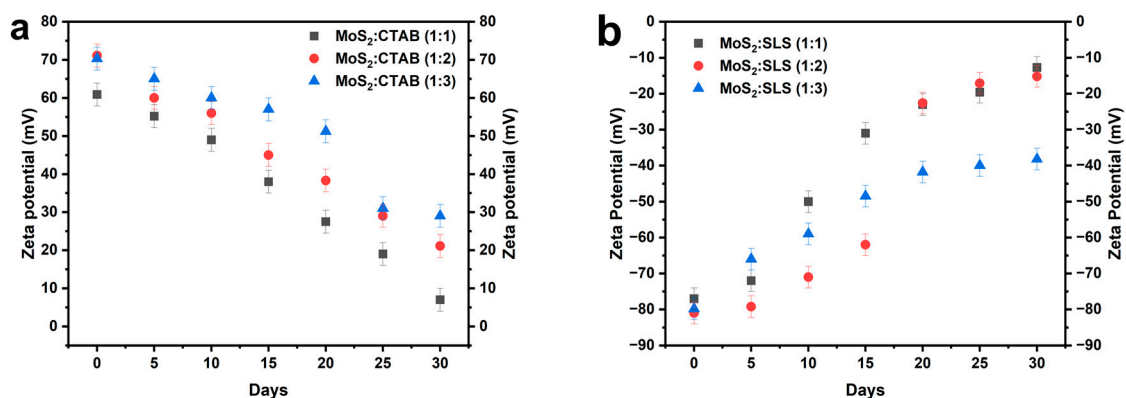 a
MoS₂:CTAB (1:1)
MoS₂:CTAB (1:2)
MoS₂:CTAB (1:3)
Zeta potential (mV)
80
70
60
50
40
30
20
10
0
80
70
60
50
40
30
20
10
0
Zeta potential (mV)
0 5 10 15 20 25 30
Days
b
MoS₂:SLS (1:1)
MoS₂:SLS (1:2)
MoS₂:SLS (1:3)
Zeta Potential (mV)
−0
−10
−20
−30
−40
−50
−60
−70
−80
−90
0
−10
−20
−30
−40
−50
−60
−70
−80
−90
Zeta Potential (mV)
0 5 10 15 20 25 30
Days